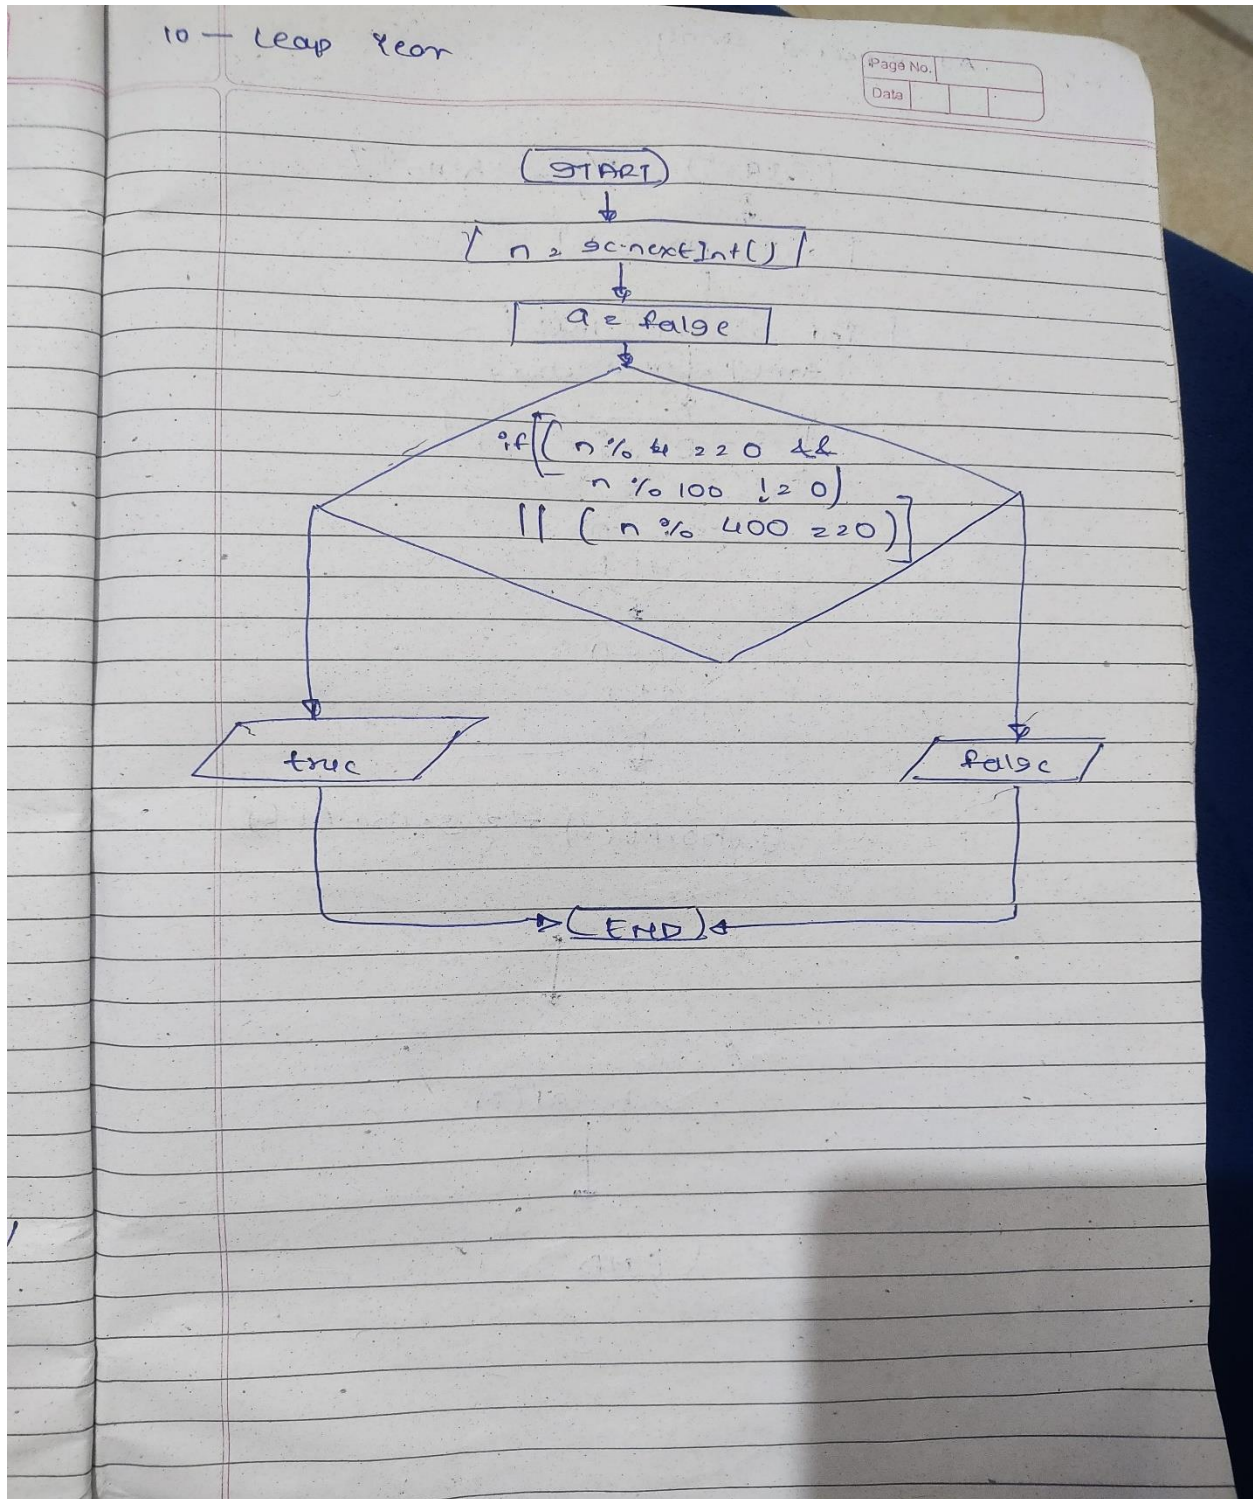 10 - Leap Year
Page No.
Date
START
n = sc.nextInt()
a = false
if [( n % 4 == 0 &&
n % 100 != 0)
|| ( n % 400 == 0 )]
true
false
END